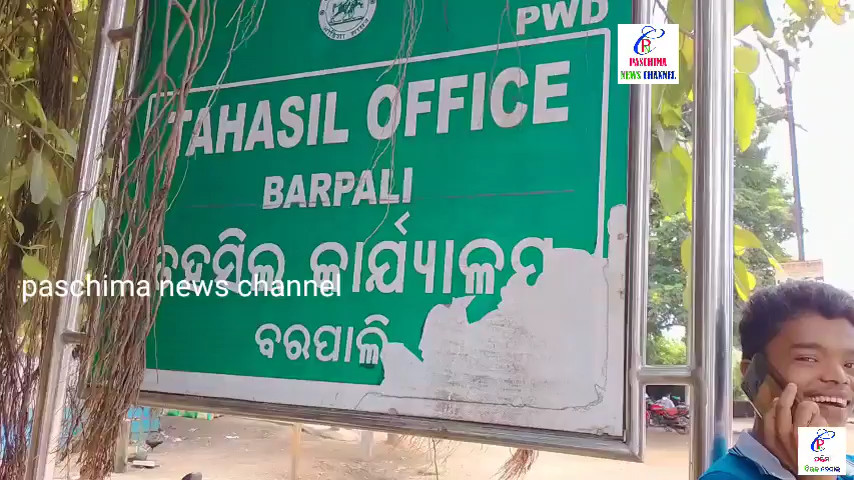 PWD
PASCHIMA
NEWS CHANNEL
TAHASIL OFFICE
BARPALI
ତହସିଲ କାର୍ଯ୍ୟାଳୟ
paschima news channel
ବରପାଲି